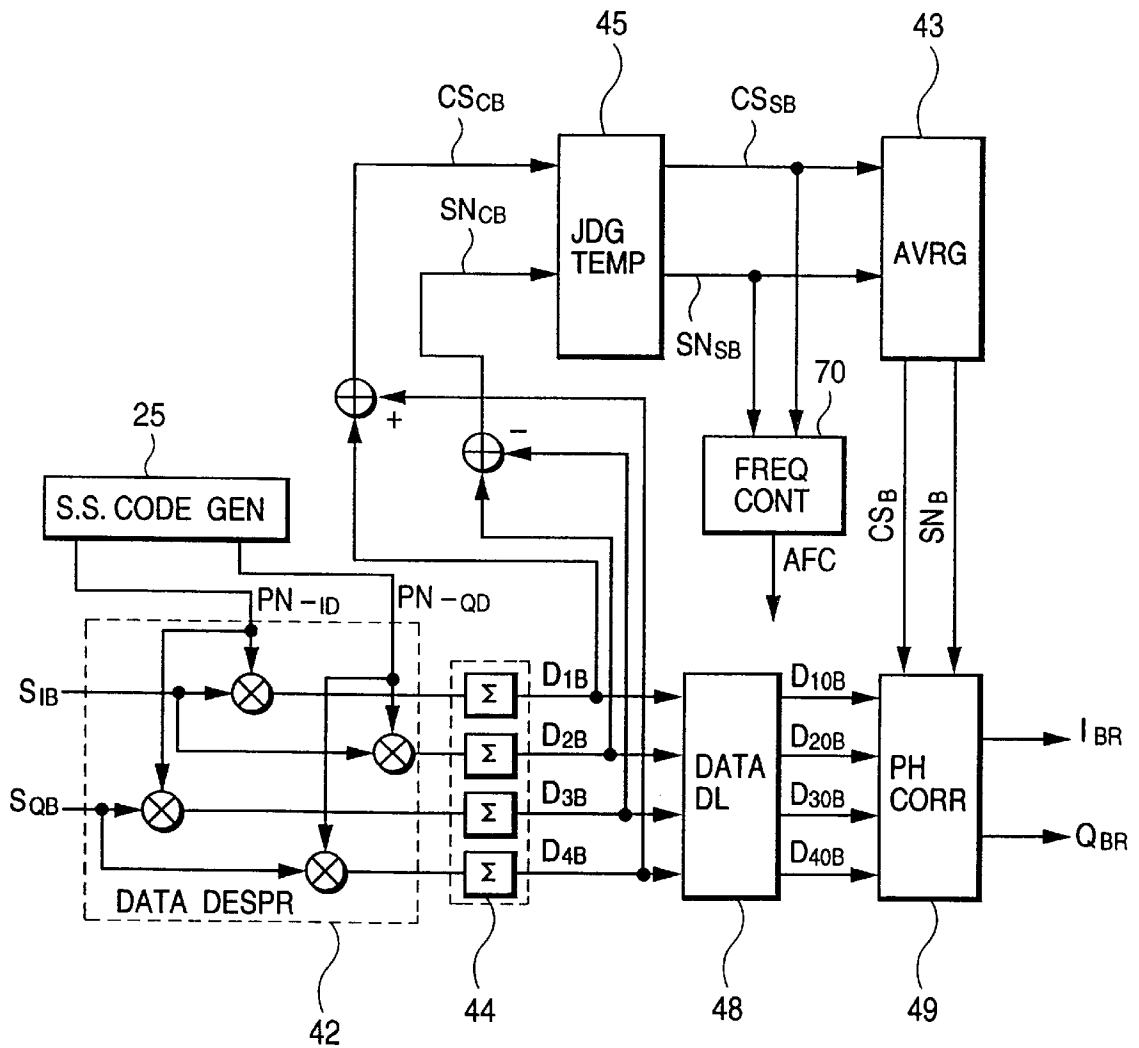 45
43
CSCB
CSSB
SNCB
JDG
TEMP
AVRG
SNSB
70
+
−
25
FREQ
CONT
S.S. CODE GEN
CSB
SNB
AFC
PN-ID
PN-QD
SIB
Σ
D1B
D10B
IBR
Σ
D2B
DATA
DL
D20B
PH
CORR
SQB
Σ
D3B
D30B
QBR
Σ
D4B
D40B
DATA DESPR
42
44
48
49